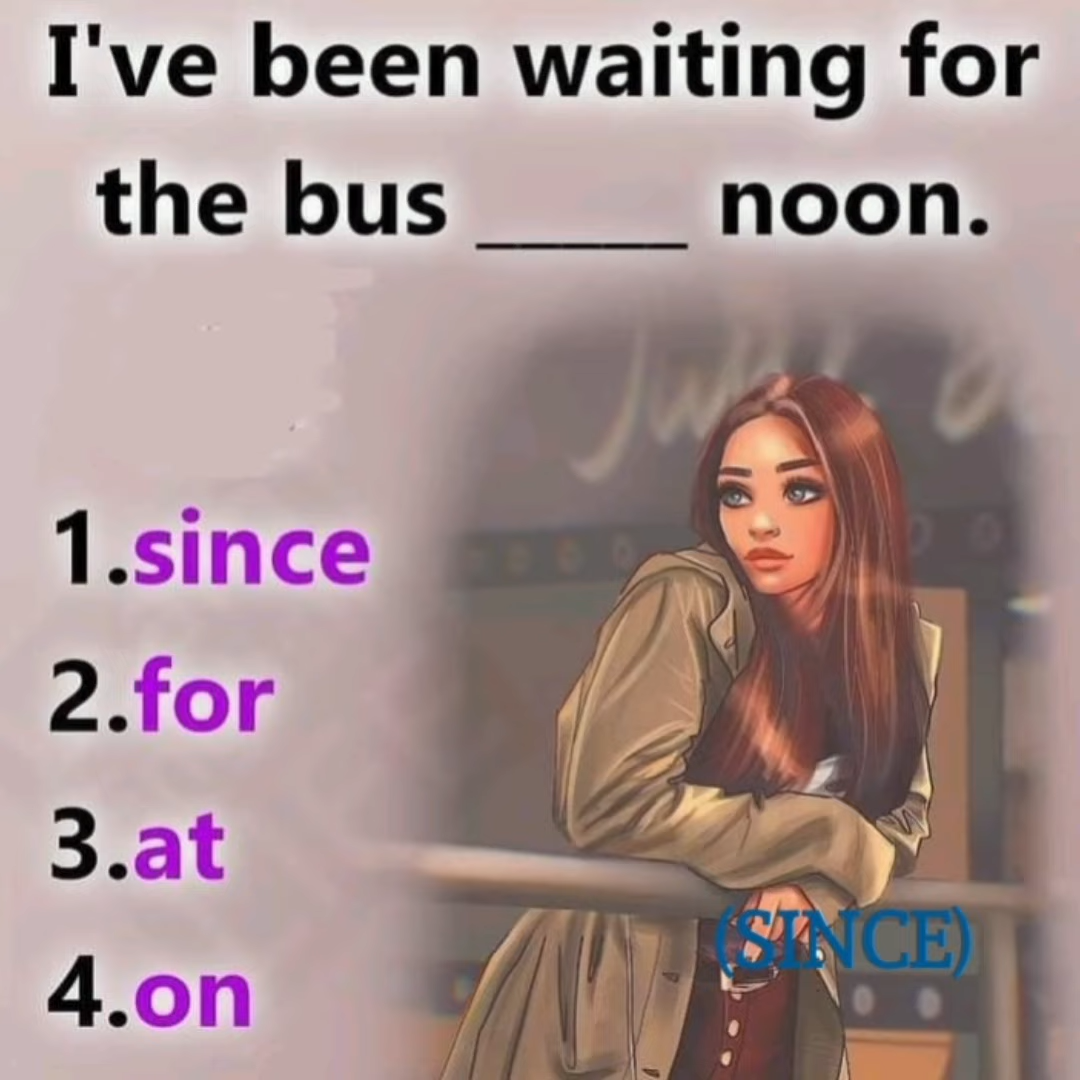 I've been waiting for
the bus _____ noon.
1.since
2.for
3.at
4.on
(SINCE)